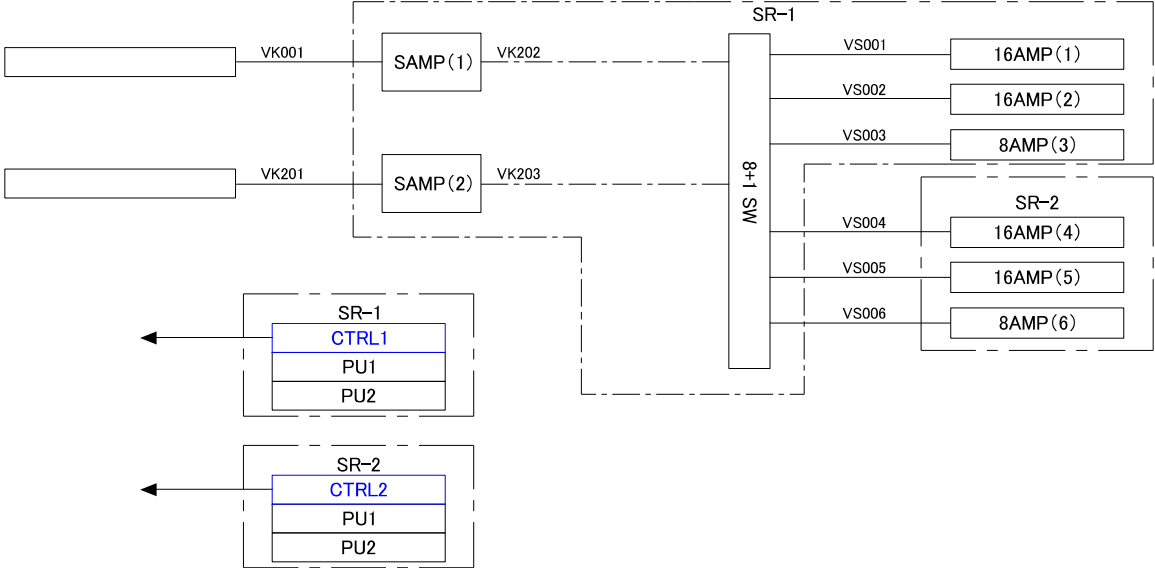 SR-1
VK001
SAMP(1)
VK202
VS001
16AMP(1)
VS002
16AMP(2)
VS003
8AMP(3)
VK201
SAMP(2)
VK203
8+1 SW
SR-2
VS004
16AMP(4)
VS005
16AMP(5)
VS006
8AMP(6)
SR-1
CTRL1
PU1
PU2
SR-2
CTRL2
PU1
PU2